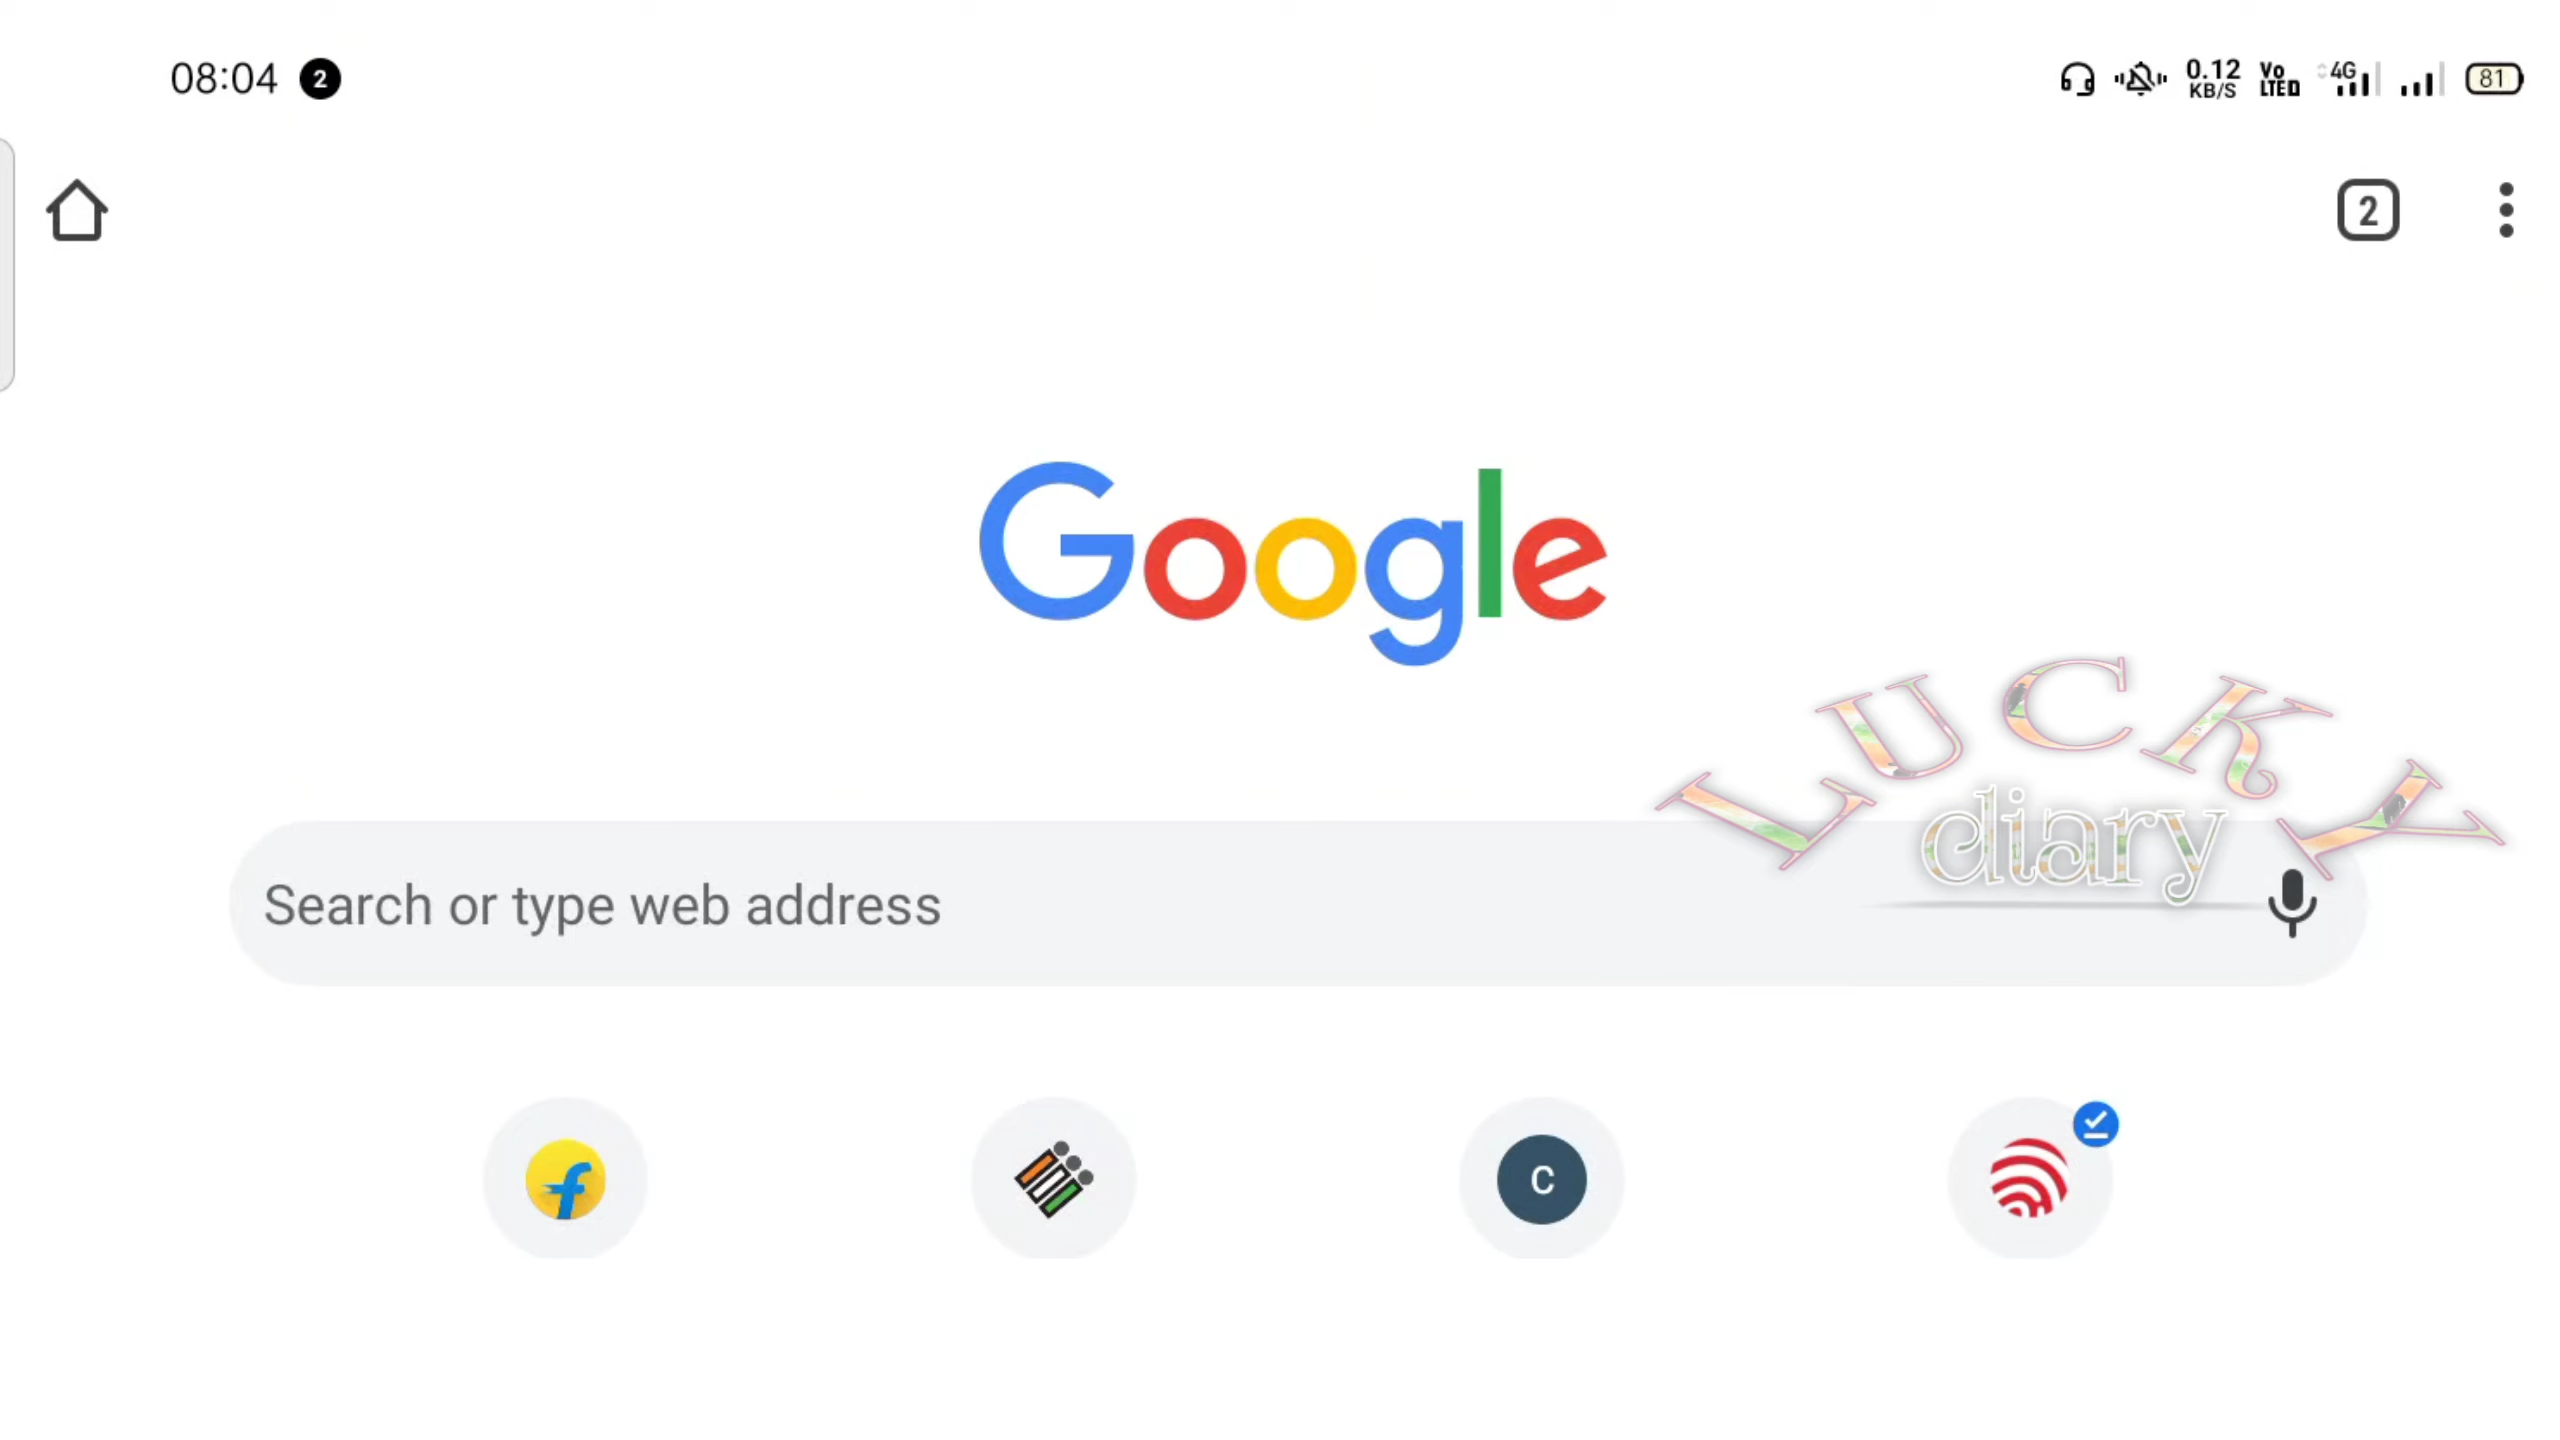 08:04 2 0.12 KB/S Vo LTE 4G 81
2
Google
LUCKY
diary
Search or type web address
f C